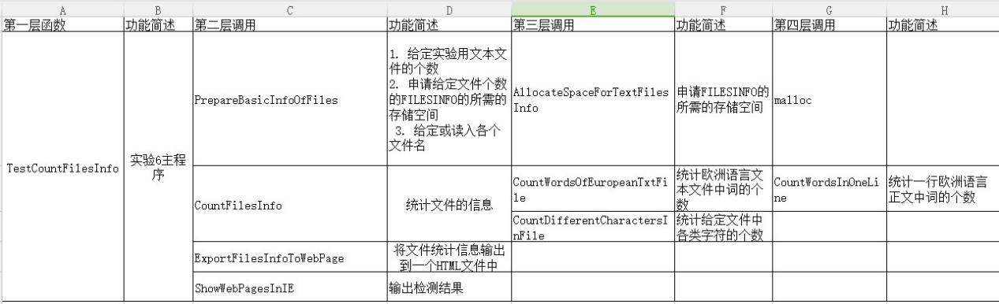 A B C D E F G H
第一层函数 功能简述 第二层调用 功能简述 第三层调用 功能简述 第四层调用 功能简述
TestCountFilesInfo
实验6主程
序
PrepareBasicInfoOfFiles
1. 给定实验用文本文
件的个数
2. 申请给定文件个数
的FILESINFO的所需的
存储空间
3. 给定或读入各个
文件名
AllocateSpaceForTextFiles
Info
申请FILESINFO的
所需的存储空间
malloc
CountFilesInfo
统计文件的信息
CountWordsOfEuropeanTxtFi
le
统计欧洲语言文
本文件中词的个
数
CountWordsInOneLi
ne
统计一行欧洲语言
正文中词的个数
CountDifferentCharactersI
nFile
统计给定文件中
各类字符的个数
ExportFilesInfoToWebPage
将文件统计信息输出
到一个HTML文件中
ShowWebPagesInIE
输出检测结果